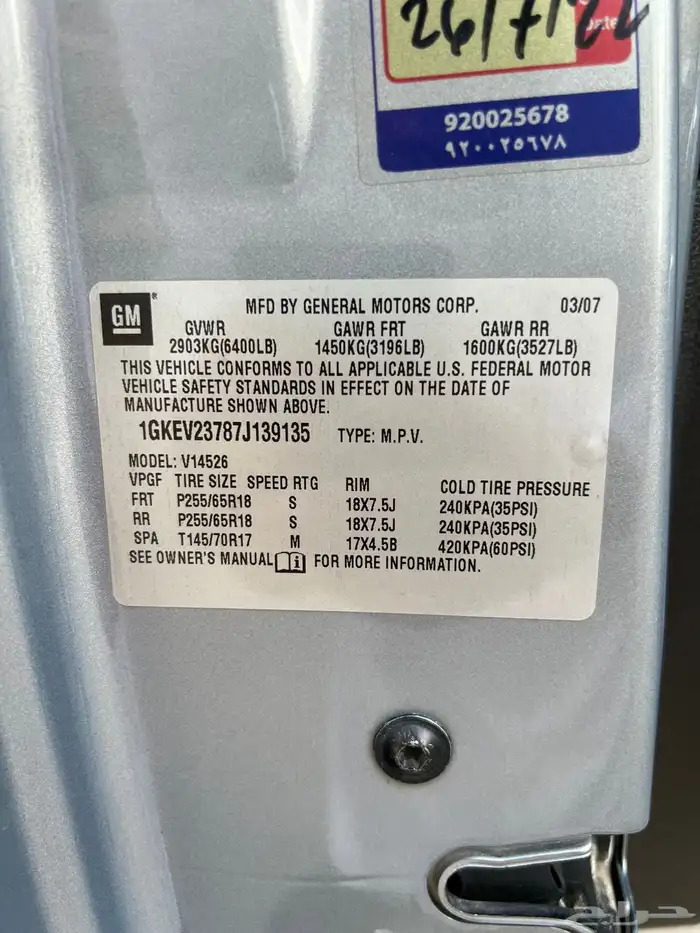 26/7/22
920025678
٩٢٠٠٢٥٦٧٨
GM
MFD BY GENERAL MOTORS CORP. 03/07
GVWR GAWR FRT GAWR RR
2903KG(6400LB) 1450KG(3196LB) 1600KG(3527LB)
THIS VEHICLE CONFORMS TO ALL APPLICABLE U.S. FEDERAL MOTOR
VEHICLE SAFETY STANDARDS IN EFFECT ON THE DATE OF
MANUFACTURE SHOWN ABOVE.
1GKEV23787J139135 TYPE: M.P.V.
MODEL: V14526
VPGF TIRE SIZE SPEED RTG RIM COLD TIRE PRESSURE
FRT P255/65R18 S 18X7.5J 240KPA(35PSI)
RR P255/65R18 S 18X7.5J 240KPA(35PSI)
SPA T145/70R17 M 17X4.5B 420KPA(60PSI)
SEE OWNER'S MANUAL FOR MORE INFORMATION.
حراج